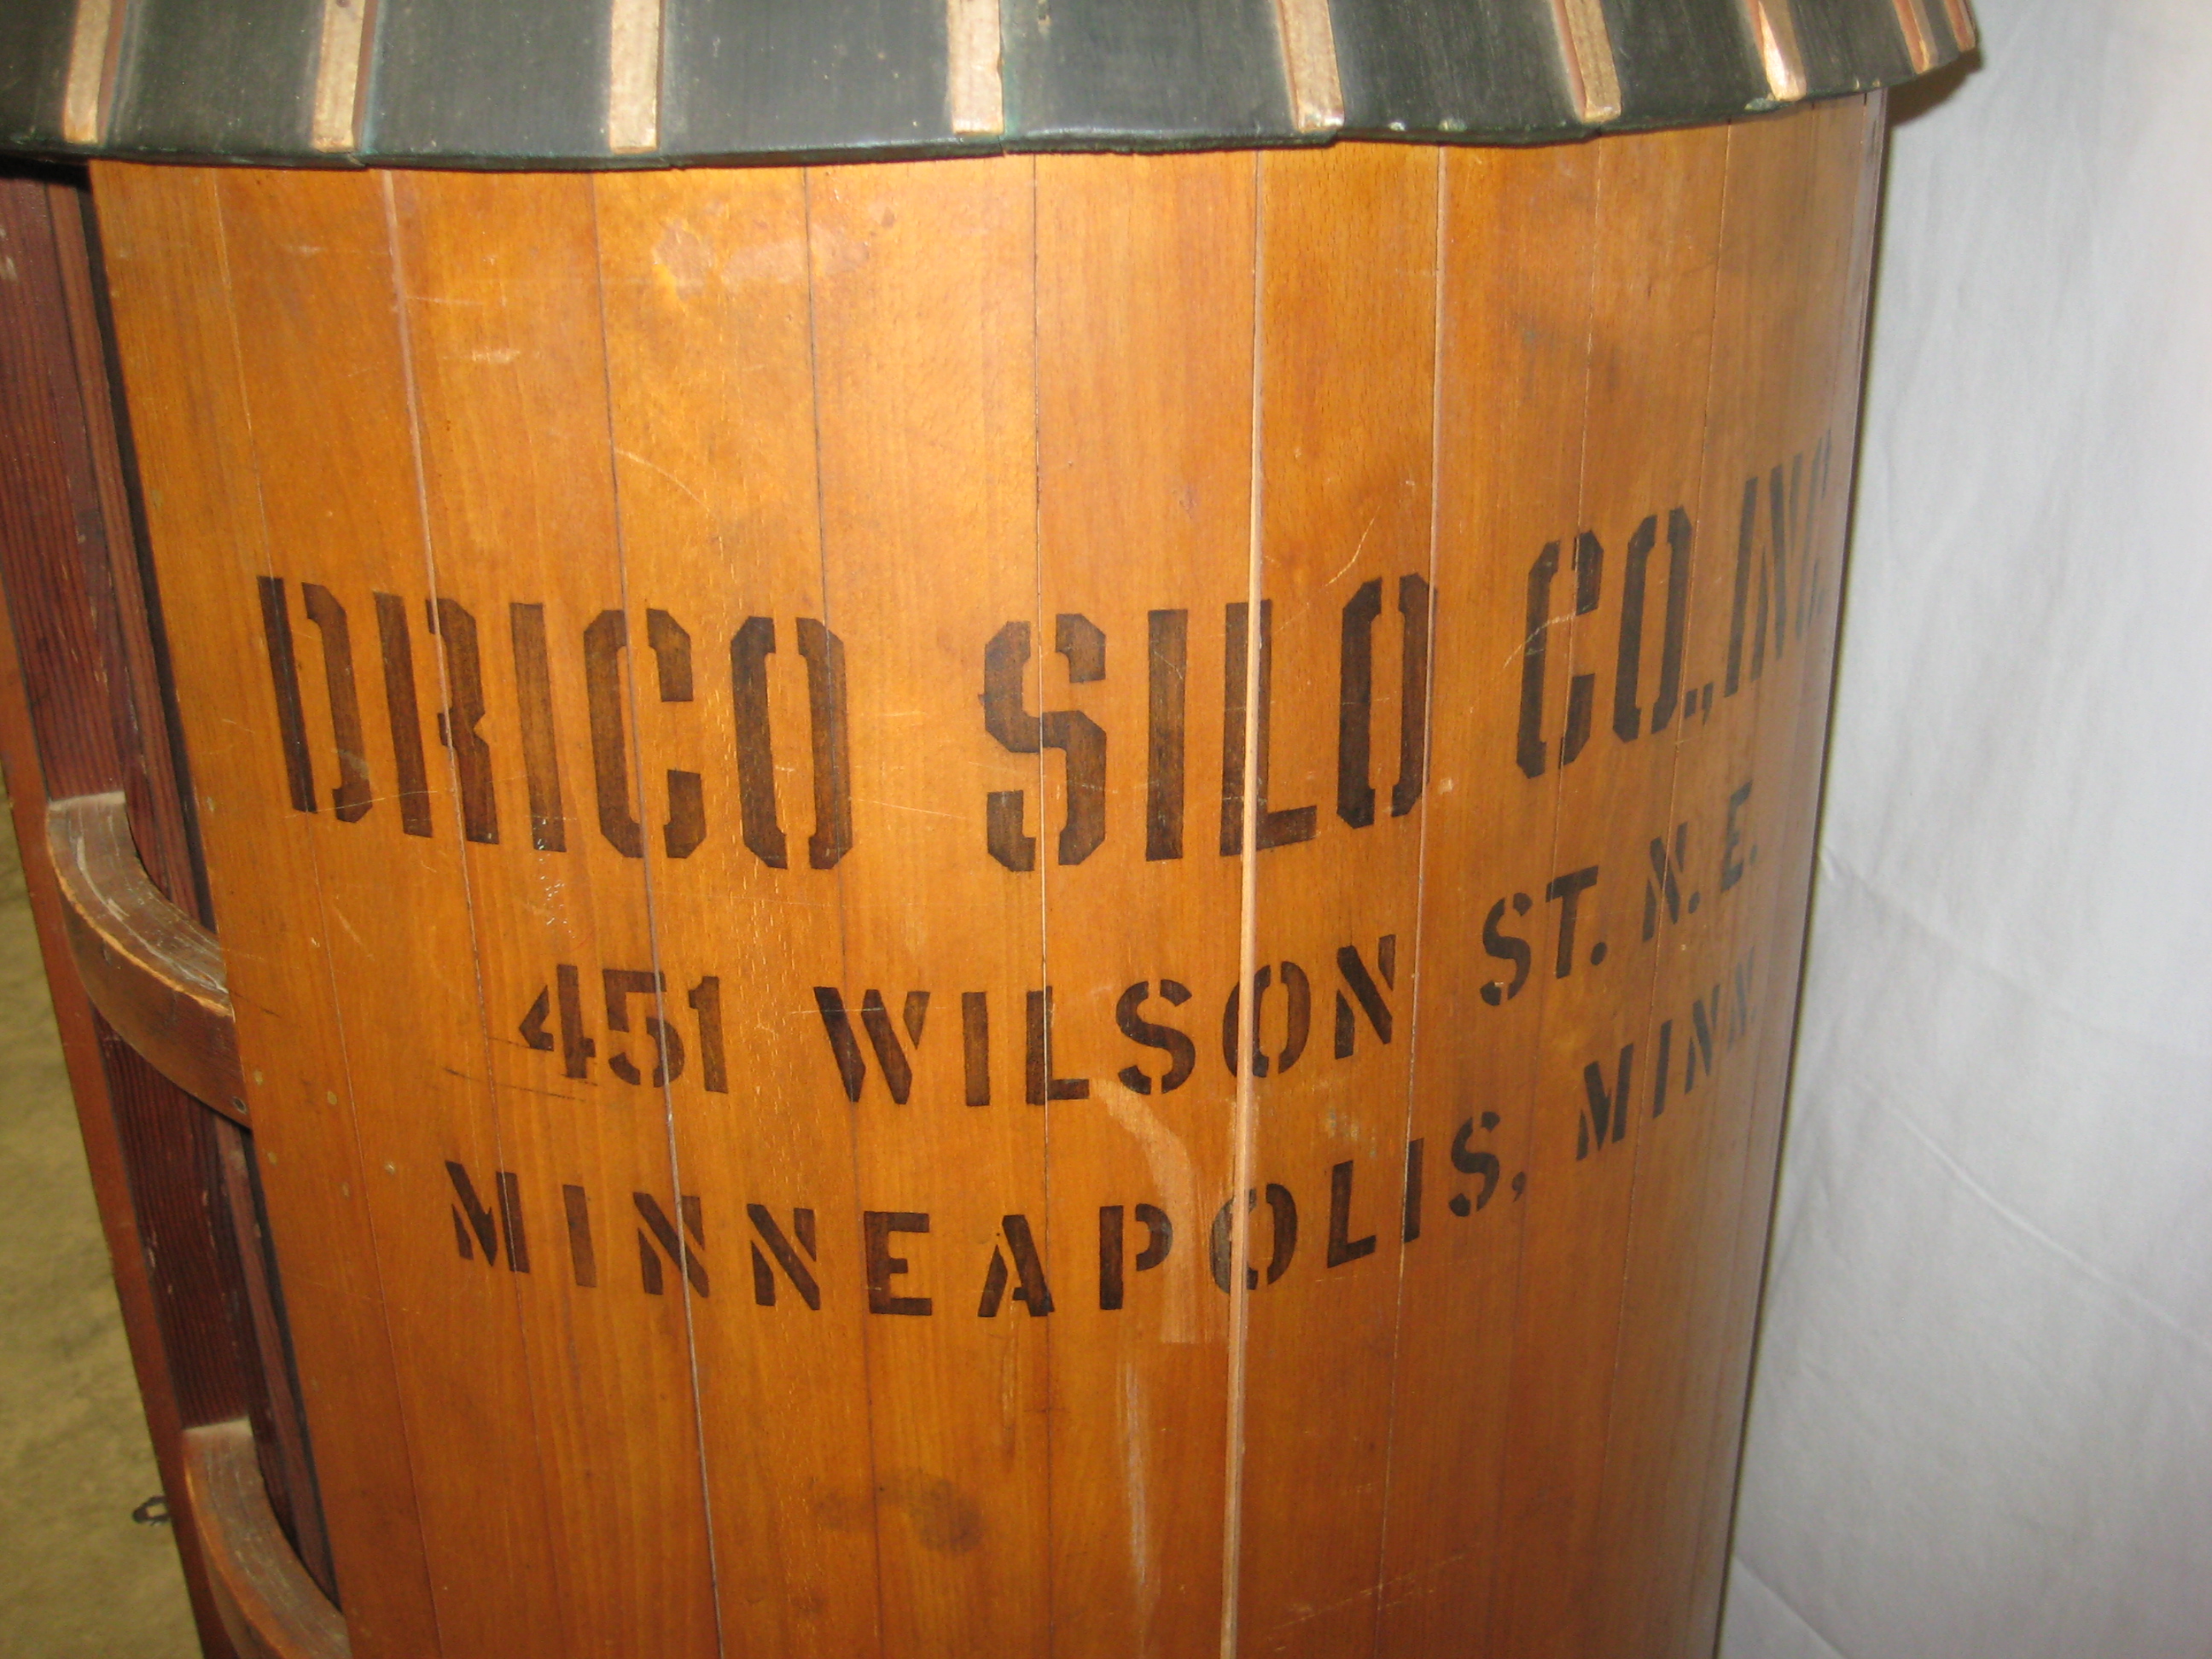 DRICO SILO CO., INC
451 WILSON ST. N. E.
MINNEAPOLIS, MINN.